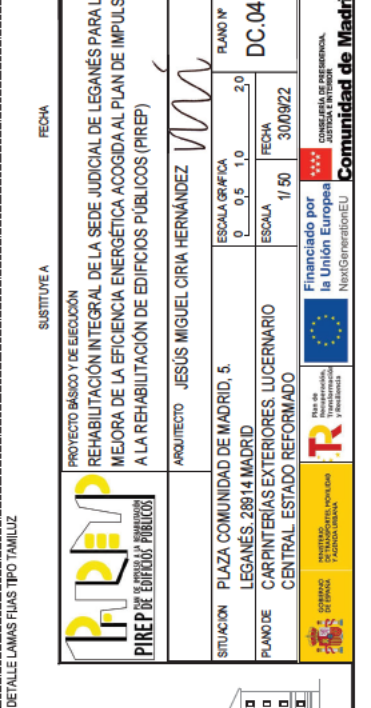 DETALLE LAMAS FIJAS TIPO TAMILUZ
SUSTITUYE A
FECHA
PIREP
PIREP PLAN DE IMPULSO A LA REHABILITACIÓN
DE EDIFICIOS PÚBLICOS
PROYECTO BÁSICO Y DE EJECUCIÓN
REHABILITACIÓN INTEGRAL DE LA SEDE JUDICIAL DE LEGANÉS PARA L
MEJORA DE LA EFICIENCIA ENERGÉTICA ACOGIDA AL PLAN DE IMPULS
A LA REHABILITACIÓN DE EDIFICIOS PÚBLICOS (PIREP)
ARQUITECTO JESÚS MIGUEL CIRIA HERNÁNDEZ
SITUACIÓN PLAZA COMUNIDAD DE MADRID, 5.
LEGANÉS. 28914 MADRID
ESCALA GRAFICA
0 0.5 1.0 2,0
PLANO Nº
DC.04
PLANO DE CARPINTERÍAS EXTERIORES. LUCERNARIO
CENTRAL ESTADO REFORMADO
ESCALA
1/ 50
FECHA
30/09/22
GOBIERNO
DE ESPAÑA
MINISTERIO
DE TRANSPORTES, MOVILIDAD
Y AGENDA URBANA
Plan de
Recuperación,
Transformación
y Resiliencia
Financiado por
la Unión Europea
NextGenerationEU
CONSEJERÍA DE PRESIDENCIA,
JUSTICIA E INTERIOR
Comunidad de Madri